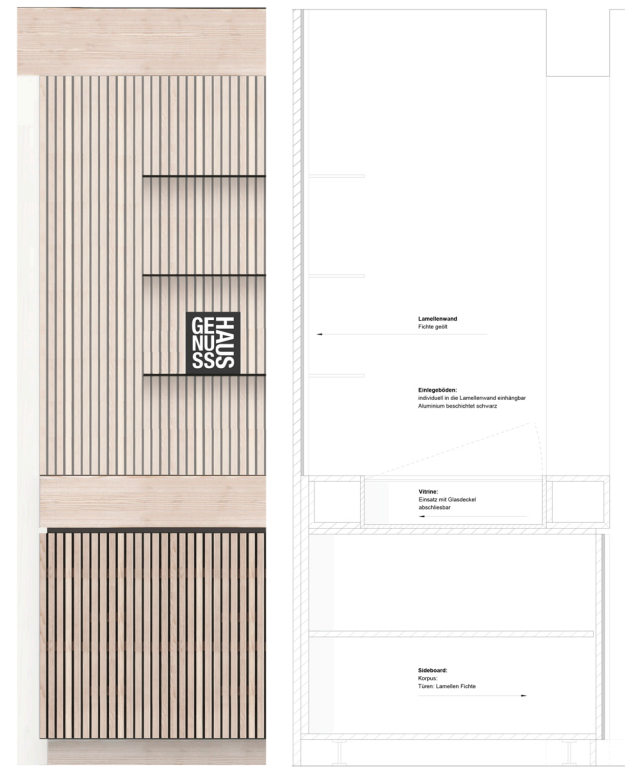 GE
NU
SS
HAUS
Lamellenwand
Fichte geölt
Einlegeböden:
individuell in die Lamellenwand einhängbar
Aluminium beschichtet schwarz
Vitrine:
Einsatz mit Glasdeckel
abschliesbar
Sideboard:
Korpus:
Türen: Lamellen Fichte